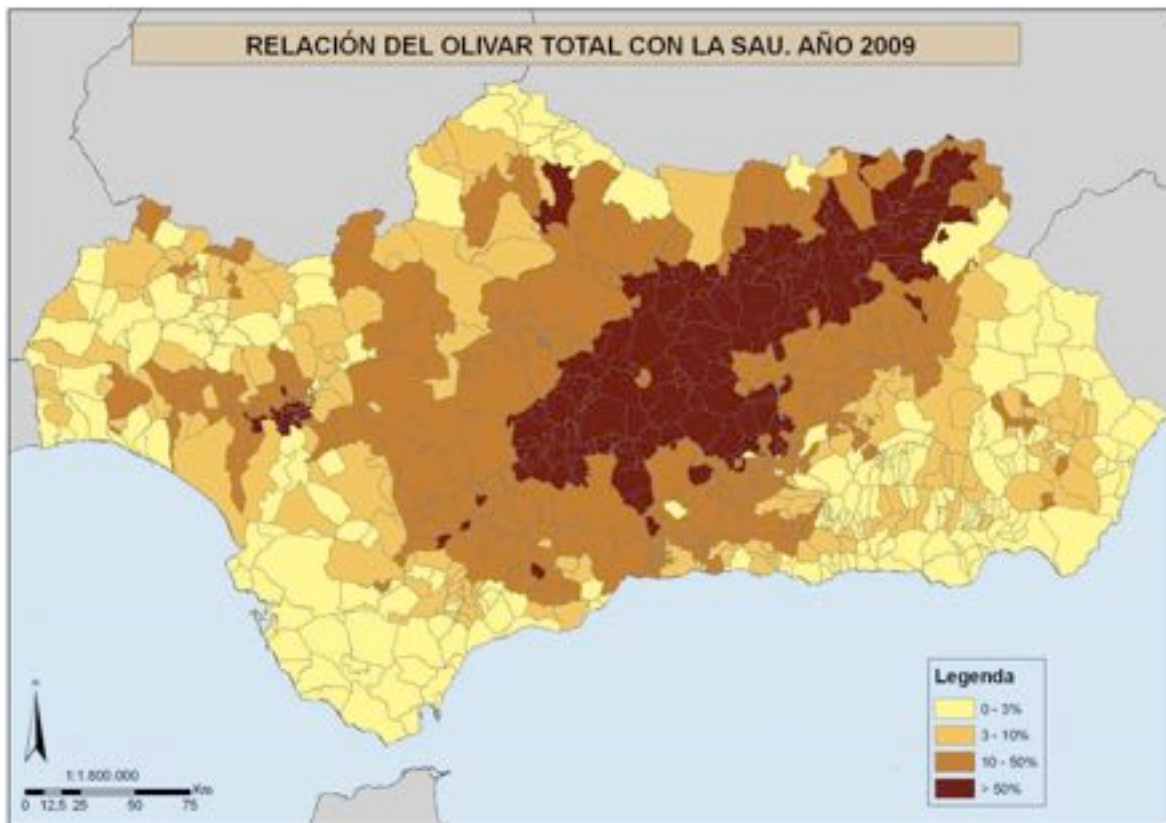 RELACIÓN DEL OLIVAR TOTAL CON LA SAU. AÑO 2009
Legenda
0 - 3%
3 - 10%
10 - 50%
> 50%
1:1.800.000
Km
0 12,5 25 50 75